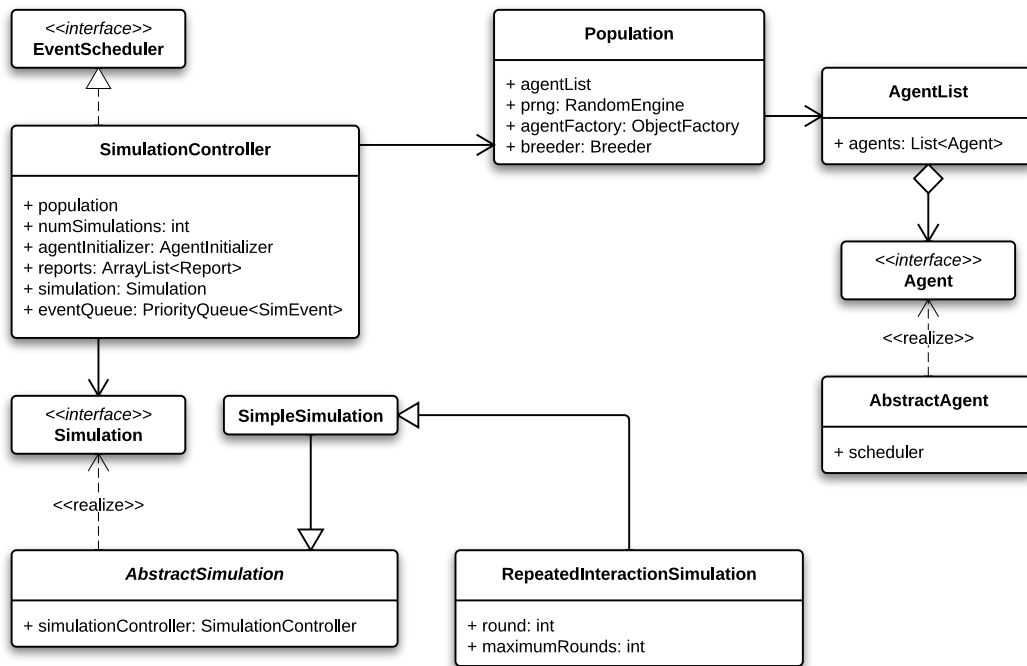 <<interface>>
EventScheduler
Population
+ agentList
+ prng: RandomEngine
+ agentFactory: ObjectFactory
+ breeder: Breeder
AgentList
+ agents: List<Agent>
SimulationController
+ population
+ numSimulations: int
+ agentInitializer: AgentInitializer
+ reports: ArrayList<Report>
+ simulation: Simulation
+ eventQueue: PriorityQueue<SimEvent>
<<interface>>
Agent
<<realize>>
AbstractAgent
+ scheduler
<<interface>>
Simulation
SimpleSimulation
<<realize>>
AbstractSimulation
+ simulationController: SimulationController
RepeatedInteractionSimulation
+ round: int
+ maximumRounds: int